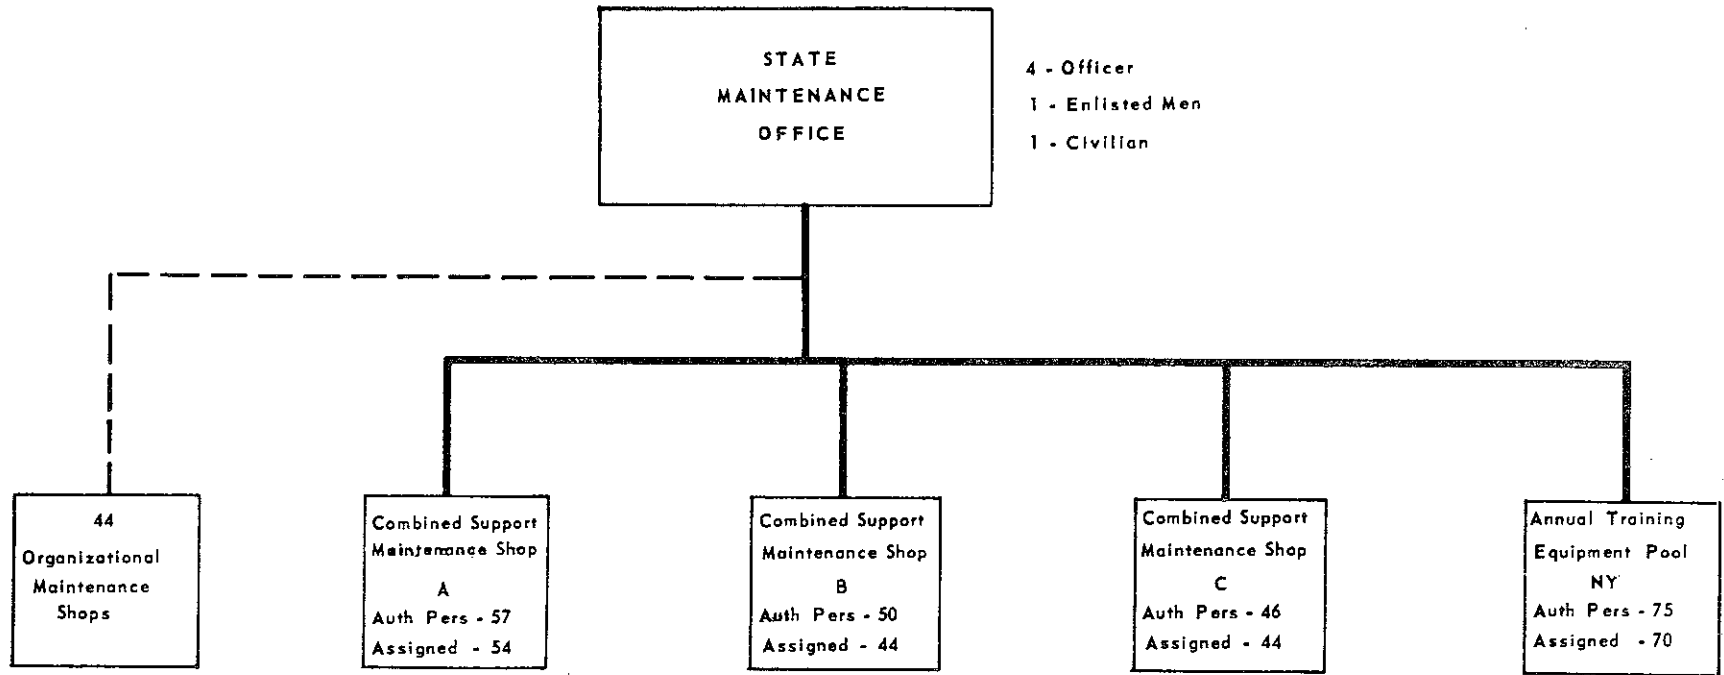 STATE
MAINTENANCE
OFFICE
4 - Officer
1 - Enlisted Men
1 - Civilian
44
Organizational
Maintenance
Shops
Combined Support
Maintenance Shop
A
Auth Pers - 57
Assigned - 54
Combined Support
Maintenance Shop
B
Auth Pers - 50
Assigned - 44
Combined Support
Maintenance Shop
C
Auth Pers - 46
Assigned - 44
Annual Training
Equipment Pool
NY
Auth Pers - 75
Assigned - 70